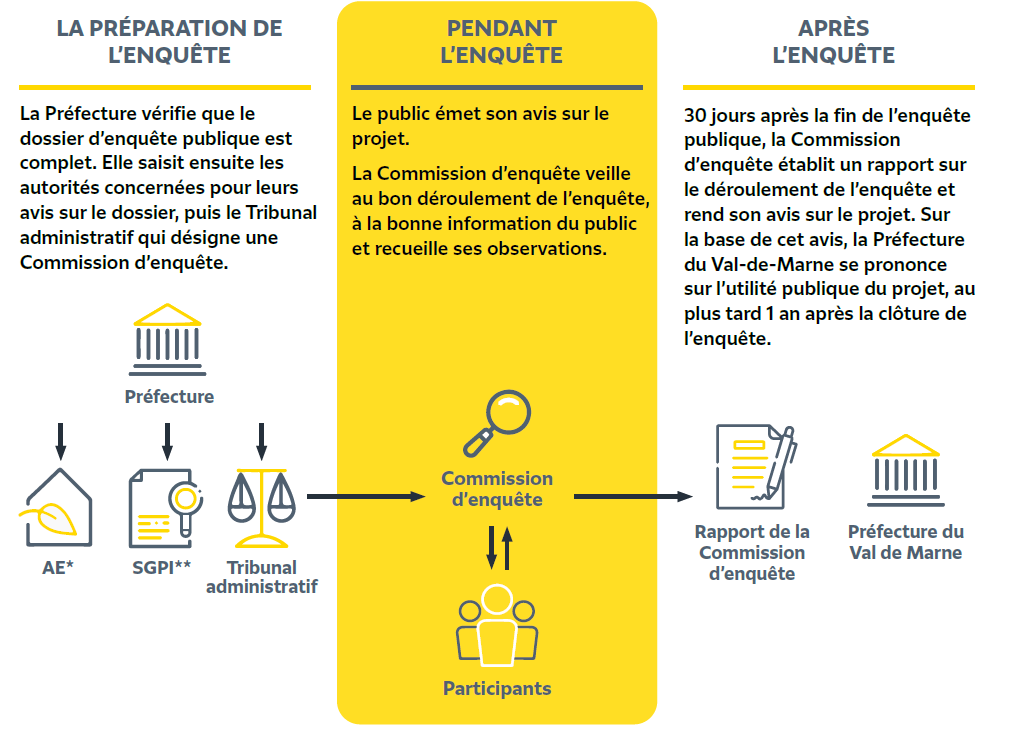 LA PRÉPARATION DE
L’ENQUÊTE
La Préfecture vérifie que le
dossier d’enquête publique est
complet. Elle saisit ensuite les
autorités concernées pour leurs
avis sur le dossier, puis le Tribunal
administratif qui désigne une
Commission d’enquête.
Préfecture
AE*
SGPI**
Tribunal
administratif
PENDANT
L’ENQUÊTE
Le public émet son avis sur le
projet.
La Commission d’enquête veille
au bon déroulement de l’enquête,
à la bonne information du public
et recueille ses observations.
Commission
d’enquête
Participants
APRÈS
L’ENQUÊTE
30 jours après la fin de l’enquête
publique, la Commission
d’enquête établit un rapport sur
le déroulement de l’enquête et
rend son avis sur le projet. Sur
la base de cet avis, la Préfecture
du Val-de-Marne se prononce
sur l’utilité publique du projet, au
plus tard 1 an après la clôture de
l’enquête.
Rapport de la
Commission
d’enquête
Préfecture du
Val de Marne